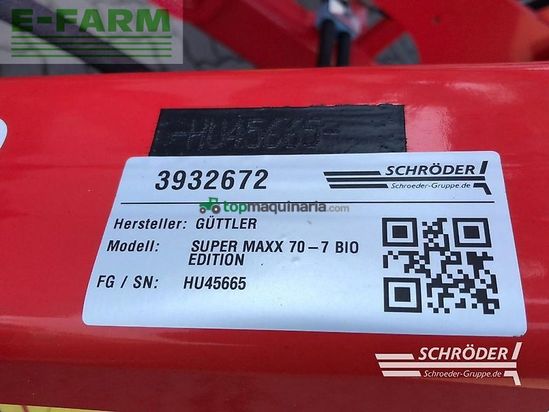 E-FARM
-HU45665-
3932672
SCHRÖDER
Schroeder-Gruppe.de
topmaquinaria.com
Hersteller: GÜTTLER
Modell: SUPER MAXX 70-7 BIO
EDITION
FG / SN: HU45665
SCHRÖDER
Schroeder-Gruppe.de